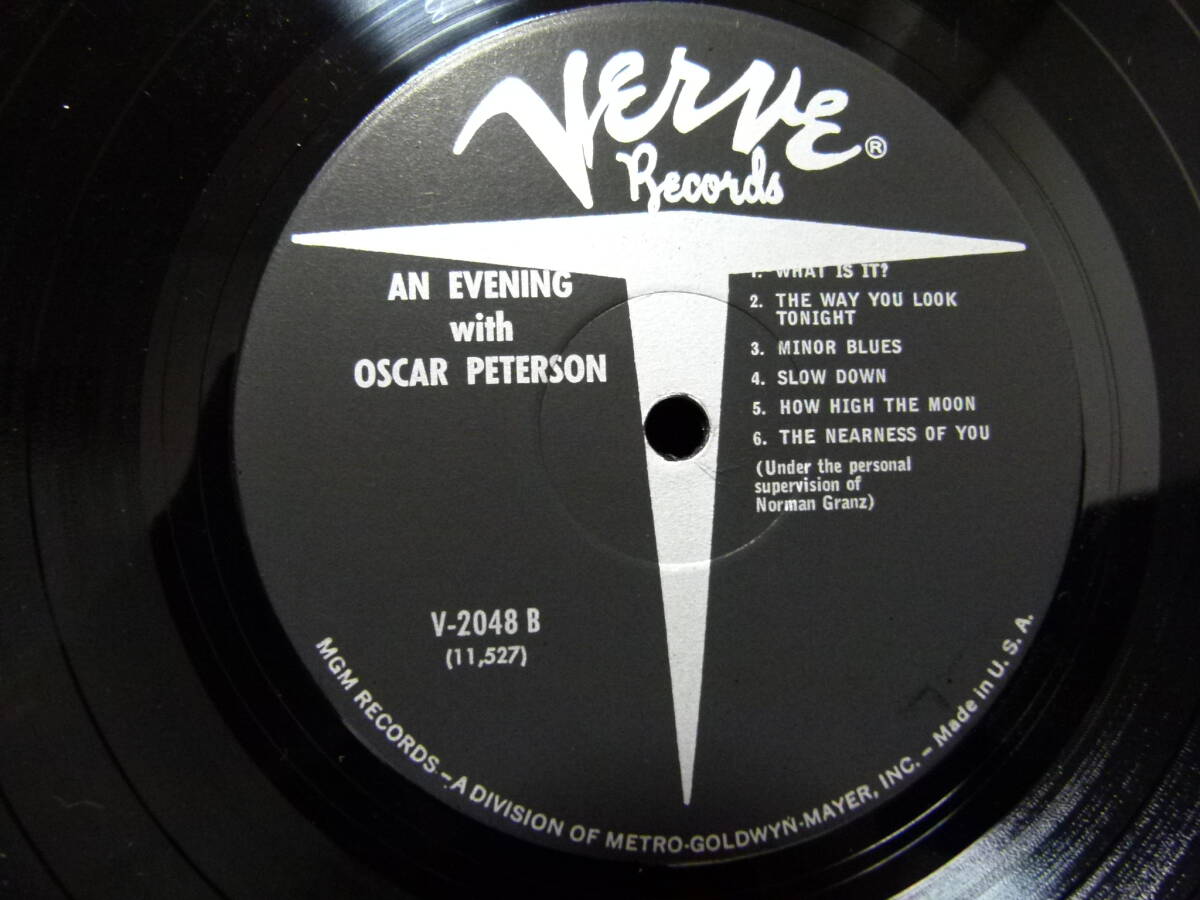 Verve ®
Records
AN EVENING
with
OSCAR PETERSON
1. WHAT IS IT?
2. THE WAY YOU LOOK
TONIGHT
3. MINOR BLUES
4. SLOW DOWN
5. HOW HIGH THE MOON
6. THE NEARNESS OF YOU
(Under the personal
supervision of
Norman Granz)
V-2048 B
(11,527)
MGM RECORDS – A DIVISION OF METRO-GOLDWYN-MAYER, INC. – Made in U. S. A.